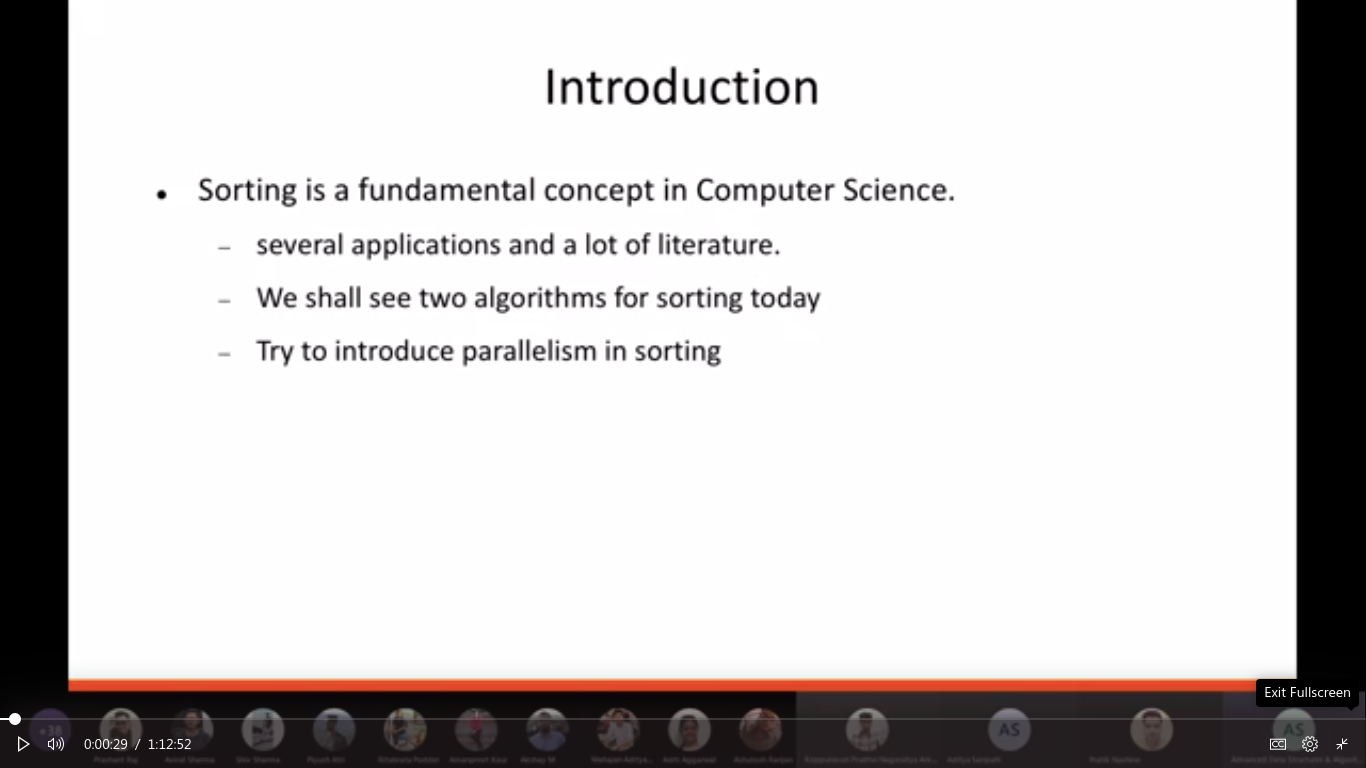 Introduction
• Sorting is a fundamental concept in Computer Science.
– several applications and a lot of literature.
– We shall see two algorithms for sorting today
– Try to introduce parallelism in sorting
Exit Fullscreen
+38
AS
AS
0:00:29 / 1:12:52
CC